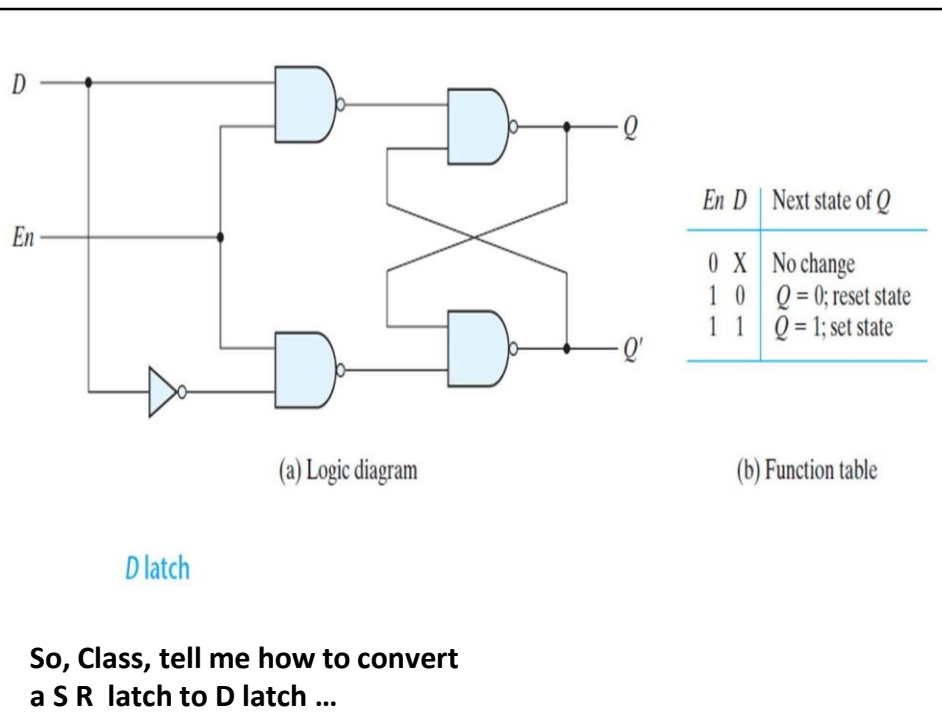 D
Q
En D Next state of Q
En
0 X No change
1 0 Q = 0; reset state
1 1 Q = 1; set state
Q'
(a) Logic diagram
(b) Function table
D latch
So, Class, tell me how to convert
a S R latch to D latch ...